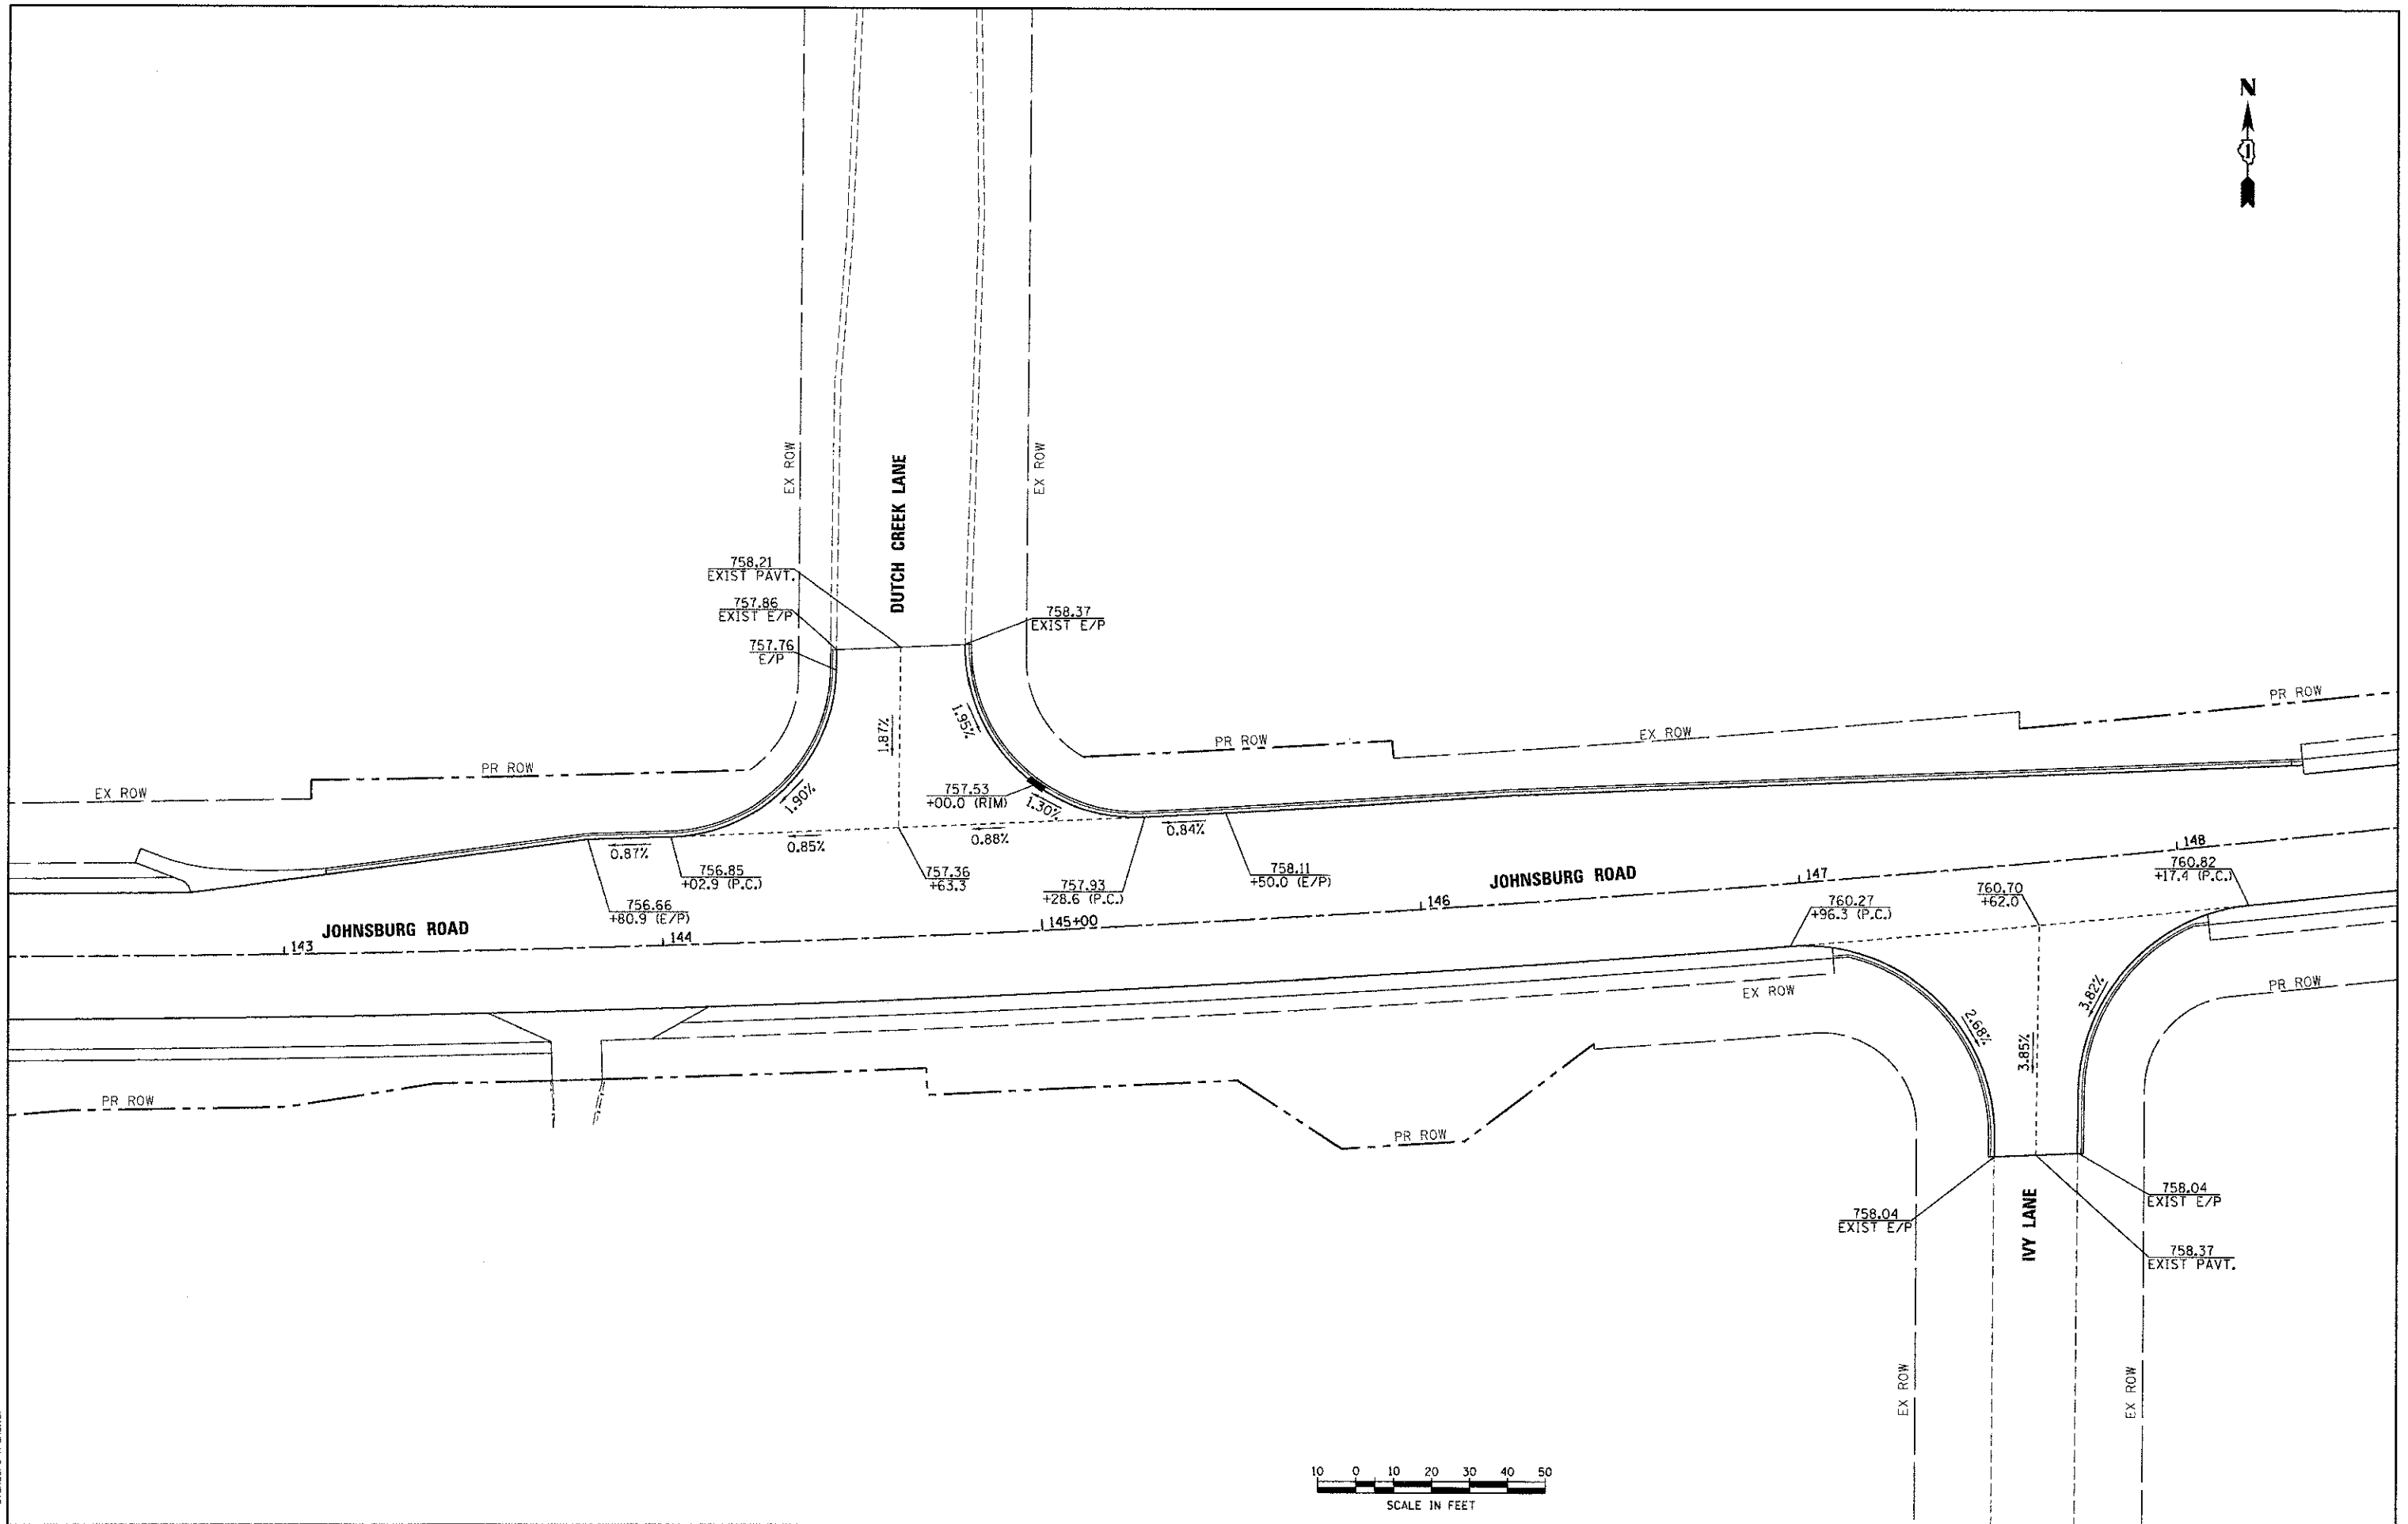 N
EX ROW
EX ROW
DUTCH CREEK LANE
758.21
EXIST PAVT.
757.86
EXIST E/P
757.76
E/P
758.37
EXIST E/P
1.87%
1.95%
1.90%
757.53
+00.0 (RIM)
1.30%
EX ROW
PR ROW
PR ROW
EX ROW
PR ROW
0.87%
0.85%
0.88%
0.84%
756.85
+02.9 (P.C.)
757.36
+63.3
757.93
+28.6 (P.C.)
758.11
+50.0 (E/P)
756.66
+80.9 (E/P)
JOHNSBURG ROAD
JOHNSBURG ROAD
143
144
145+00
146
147
148
760.27
+96.3 (P.C.)
760.70
+62.0
760.82
+17.4 (P.C.)
EX ROW
PR ROW
2.68%
3.85%
3.82%
PR ROW
PR ROW
758.04
EXIST E/P
758.04
EXIST E/P
758.37
EXIST PAVT.
IVY LANE
EX ROW
EX ROW
10 0 10 20 30 40 50
SCALE IN FEET